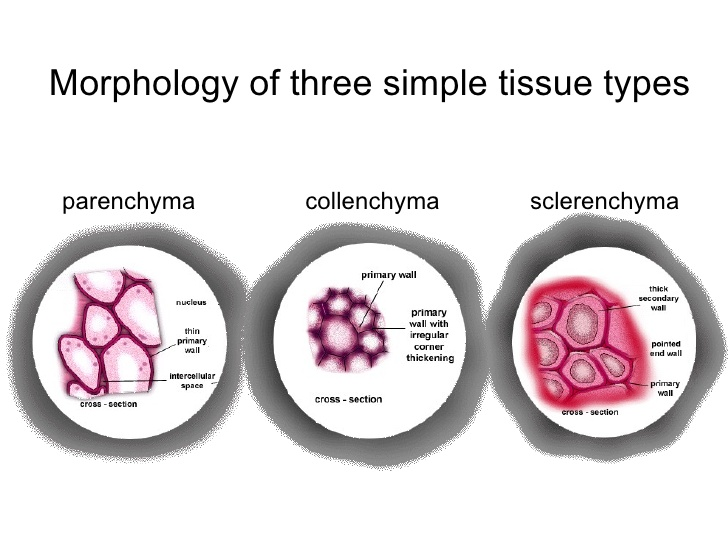 Morphology of three simple tissue types
parenchyma
collenchyma
sclerenchyma
nucleus
thin
primary
wall
intercellular
space
cross - section
primary wall
primary
wall with
irregular
corner
thickening
cross - section
thick
secondary
wall
pointed
end wall
primary
wall
cross - section